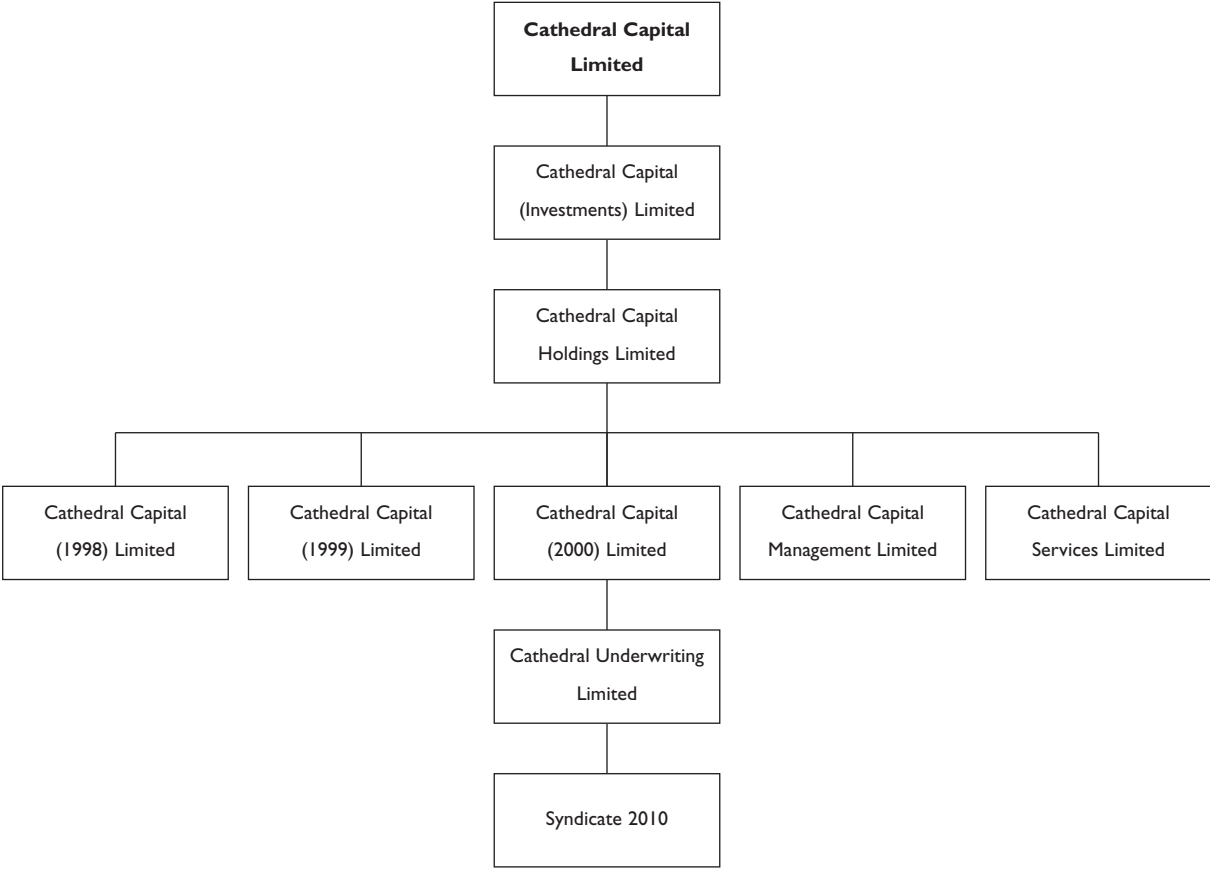 Cathedral Capital
Limited
Cathedral Capital
(Investments) Limited
Cathedral Capital
Holdings Limited
Cathedral Capital
(1998) Limited
Cathedral Capital
(1999) Limited
Cathedral Capital
(2000) Limited
Cathedral Capital
Management Limited
Cathedral Capital
Services Limited
Cathedral Underwriting
Limited
Syndicate 2010